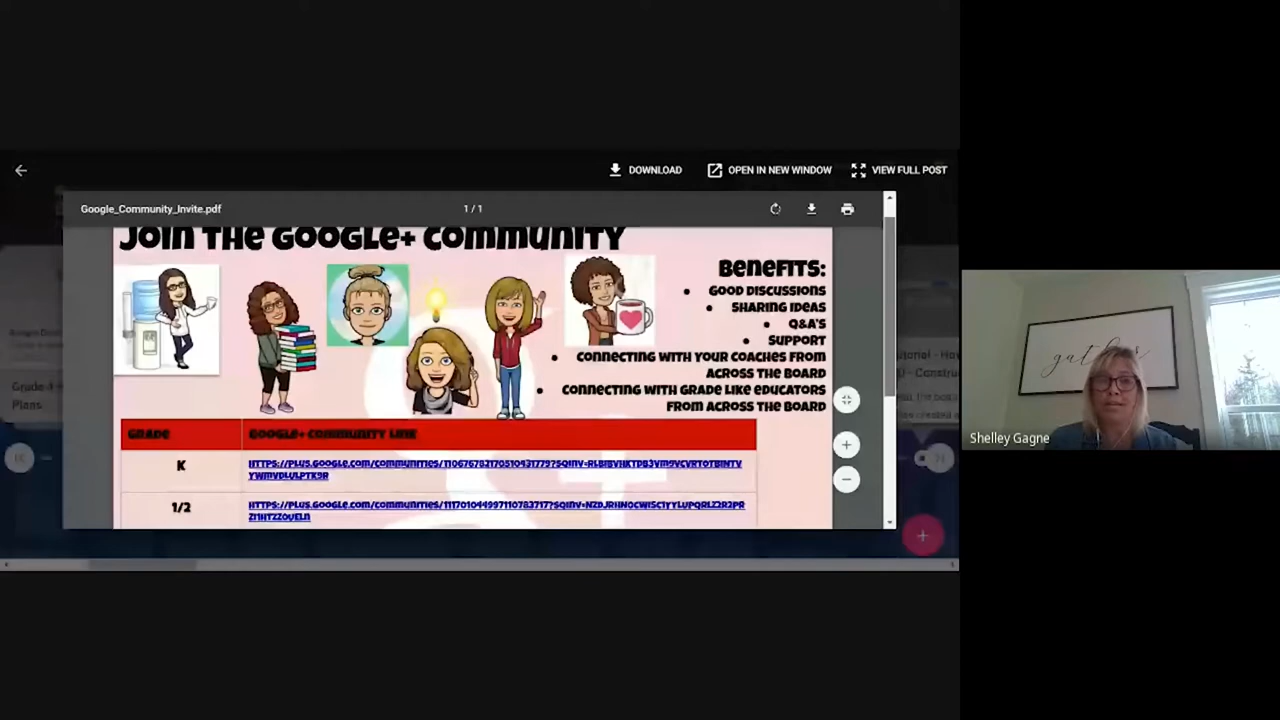 DOWNLOAD
OPEN IN NEW WINDOW
VIEW FULL POST
Google_Community_Invite.pdf
1 / 1
JOIN THE GOOGLE+ COMMUNITY
BENEFITS:
GOOD DISCUSSIONS
SHARING IDEAS
Q&A'S
SUPPORT
CONNECTING WITH YOUR COACHES FROM
ACROSS THE BOARD
CONNECTING WITH GRADE LIKE EDUCATORS
FROM ACROSS THE BOARD
GRADE
GOOGLE+ COMMUNITY LINK
K
1/2
Plans
gather
Shelley Gagne